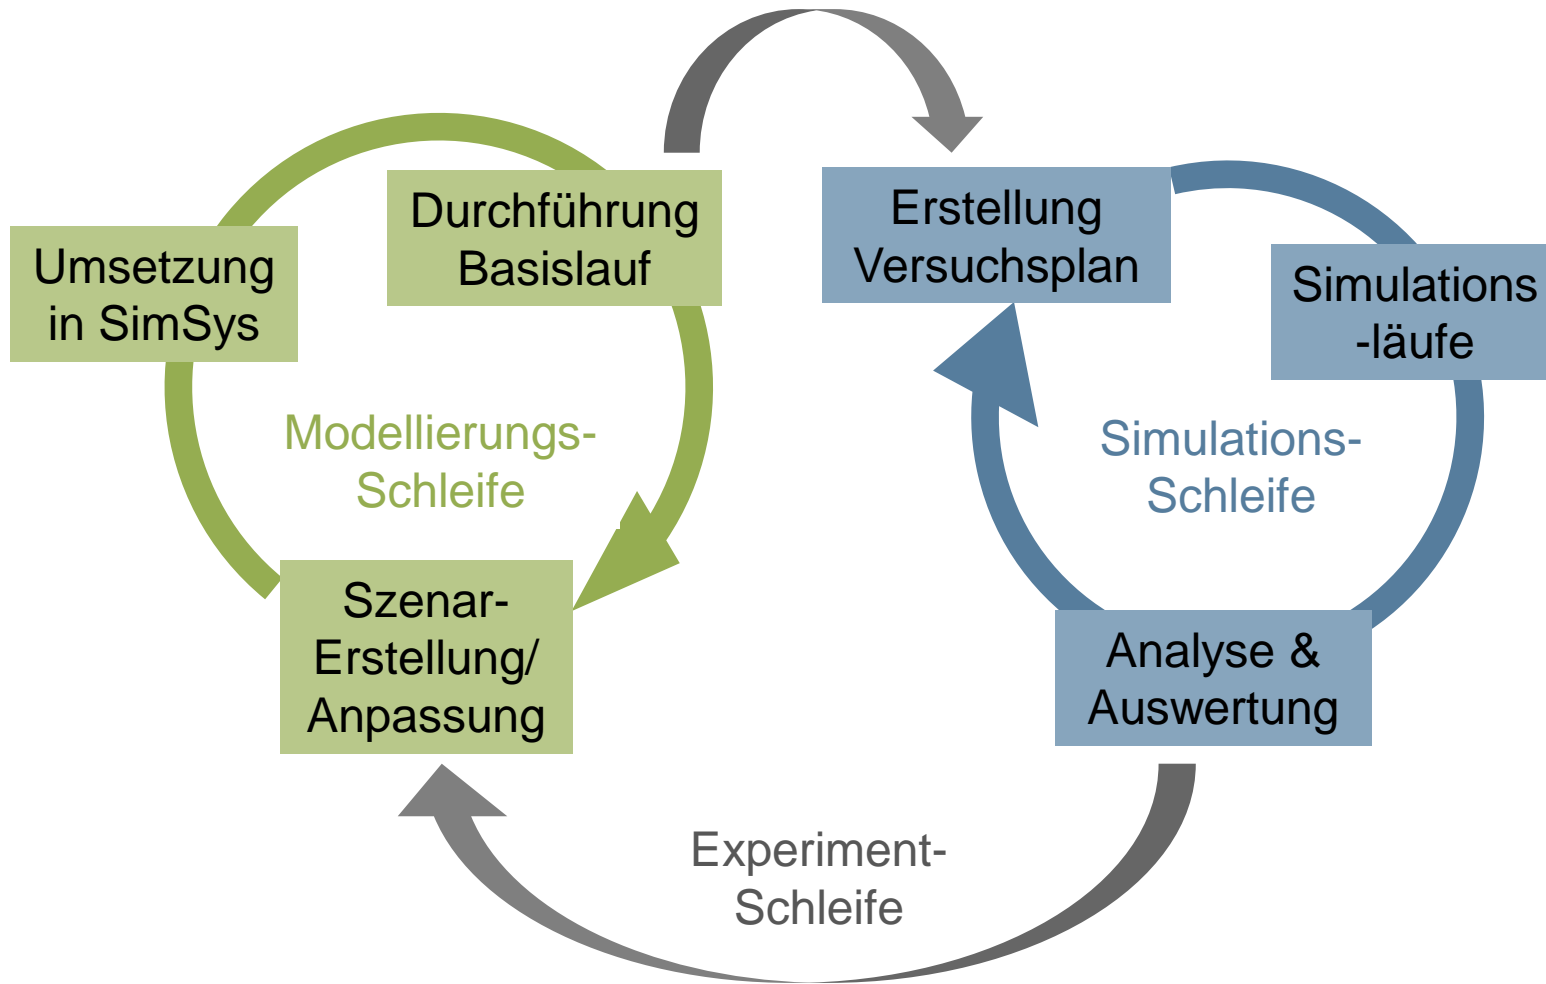 Durchführung
Basislauf
Umsetzung
in SimSys
Modellierungs-
Schleife
Szenar-
Erstellung/
Anpassung
Erstellung
Versuchsplan
Simulations
-läufe
Simulations-
Schleife
Analyse &
Auswertung
Experiment-
Schleife